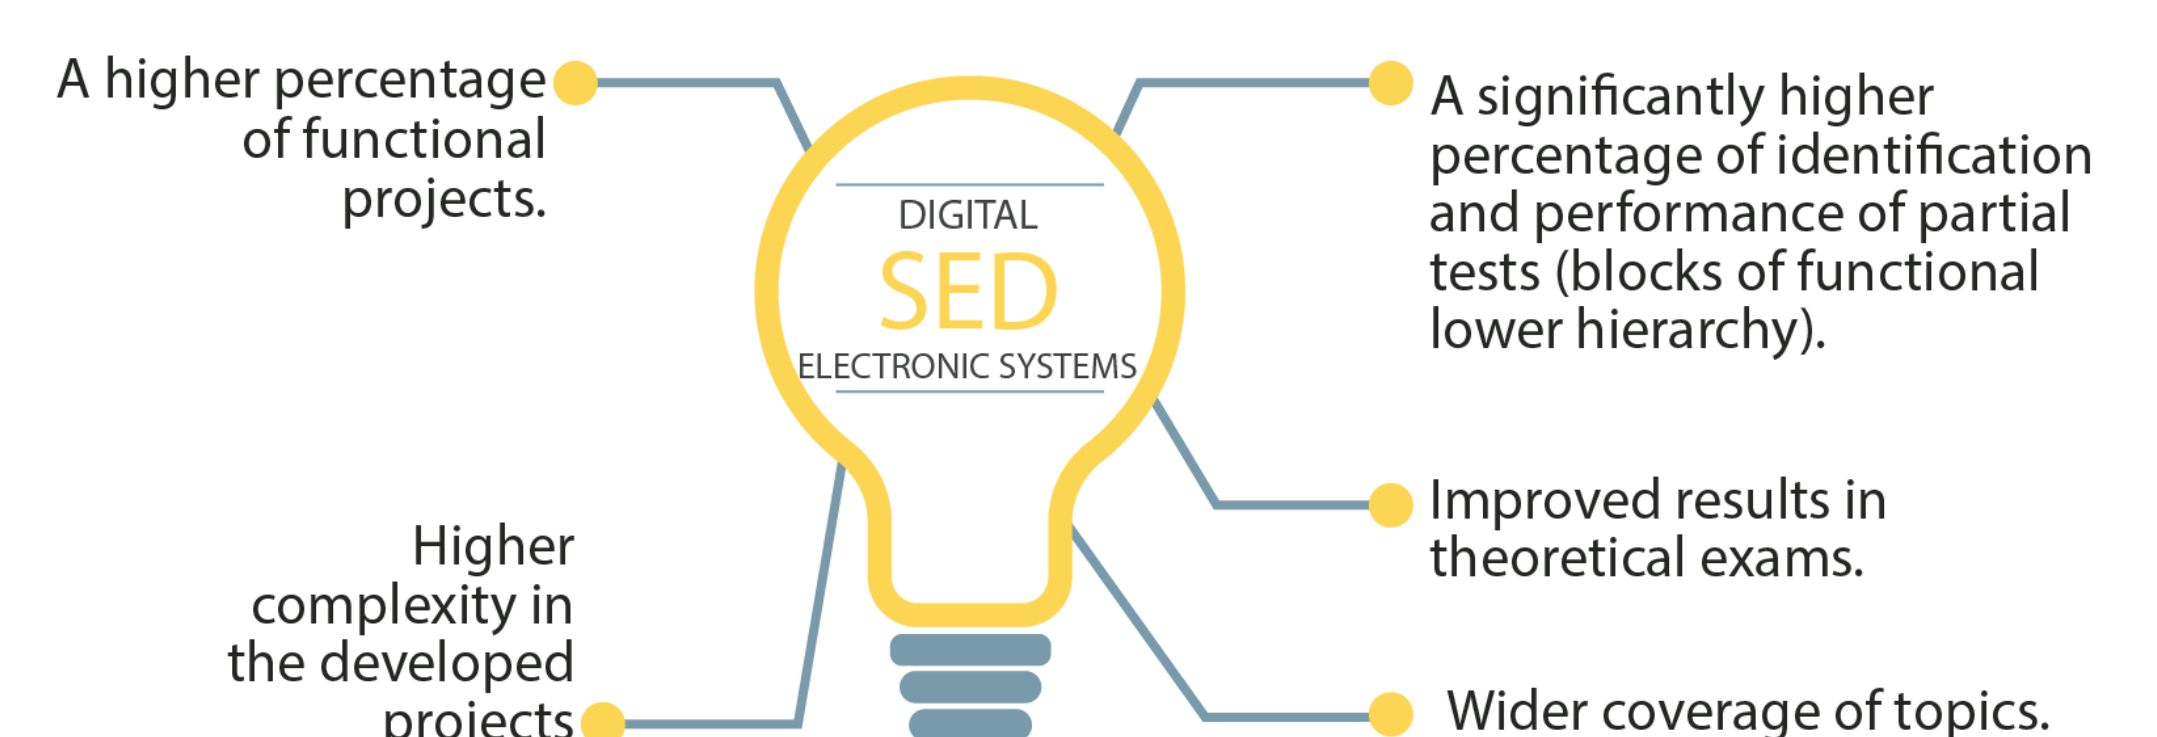 A higher percentage
of functional
projects.
DIGITAL
SED
ELECTRONIC SYSTEMS
A significantly higher
percentage of identification
and performance of partial
tests (blocks of functional
lower hierarchy).
Improved results in
theoretical exams.
Higher
complexity in
the developed
projects
Wider coverage of topics.